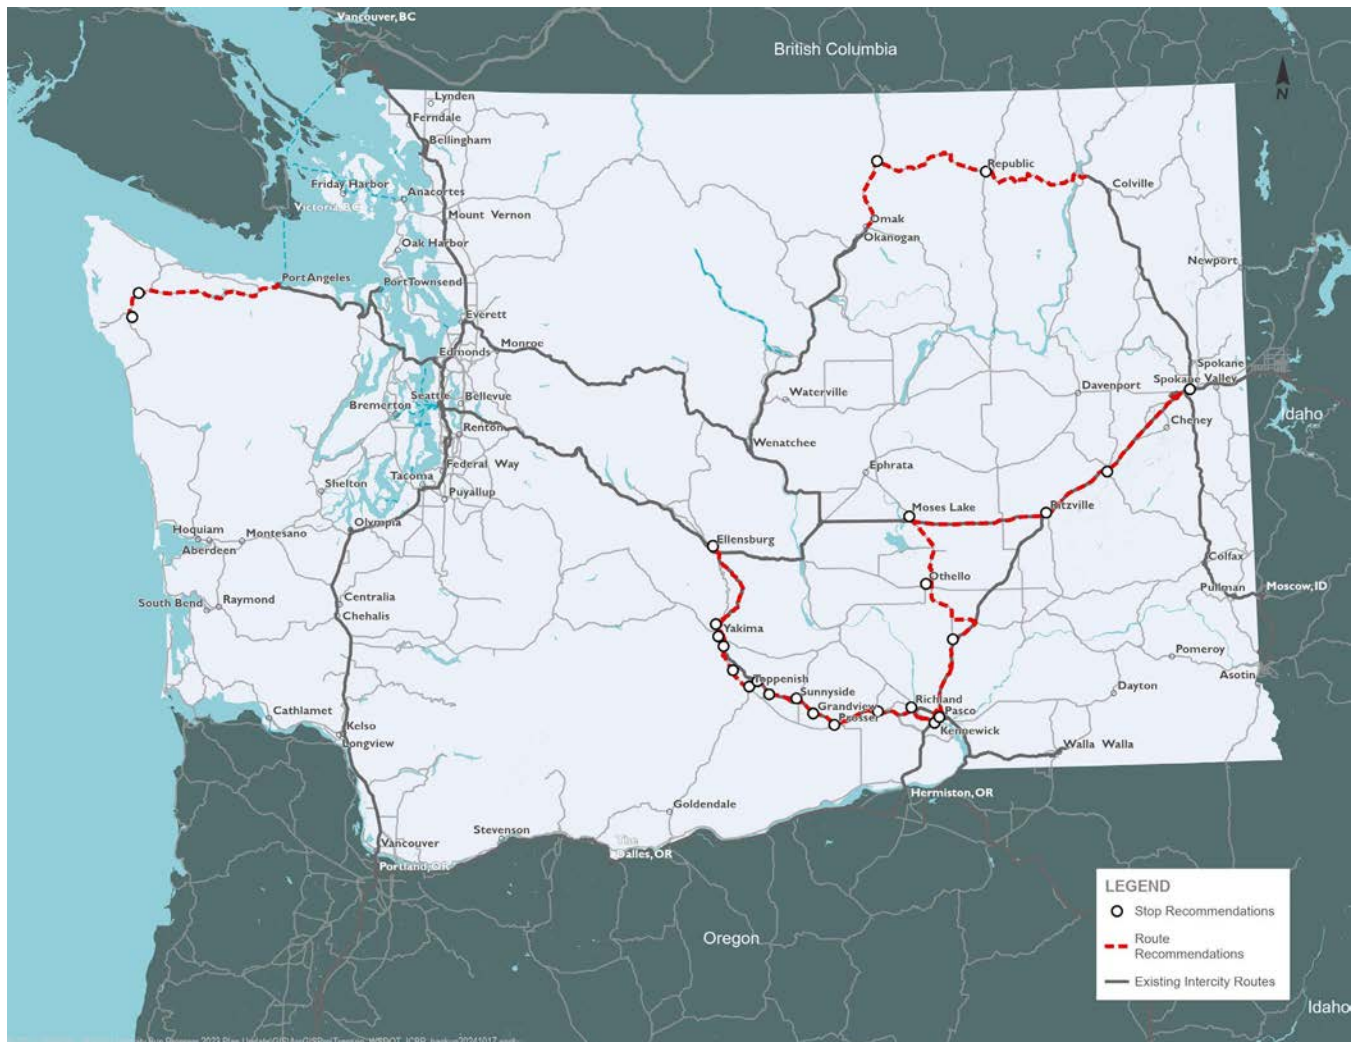 Vancouver, BC
British Columbia
N
Lynden
Ferndale
Bellingham
Republic
Friday Harbor
Anacortes
Colville
Victoria, BC
Mount Vernon
Omak
Okanogan
Oak Harbor
Newport
Port Angeles
Port Townsend
Everett
Monroe
Edmonds
Spokane
Spokane Valley
Davenport
Seattle
Bellevue
Waterville
Bremerton
Idaho
Cheney
Renton
Wenatchee
Federal Way
Ephrata
Tacoma
Shelton
Puyallup
Moses Lake
Ritzville
Olympia
Hoquiam
Montesano
Ellensburg
Aberdeen
Colfax
Othello
Pullman
Moscow, ID
Centralia
South Bend
Raymond
Chehalis
Yakima
Pomeroy
Asotin
Toppenish
Sunnyside
Richland
Dayton
Grandview
Pasco
Cathlamet
Prosser
Kelso
Kennewick
Longview
Walla Walla
Hermiston, OR
Goldendale
Stevenson
Vancouver
The
Dalles, OR
Portland, OR
LEGEND
Stop Recommendations
Route
Recommendations
Existing Intercity Routes
Oregon
Idaho